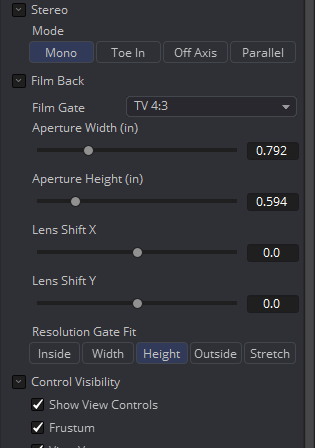 Stereo
Mode
Mono Toe In Off Axis Parallel
Film Back
Film Gate TV 4:3
Aperture Width (in)
0.792
Aperture Height (in)
0.594
Lens Shift X
0.0
Lens Shift Y
0.0
Resolution Gate Fit
Inside Width Height Outside Stretch
Control Visibility
Show View Controls
Frustum